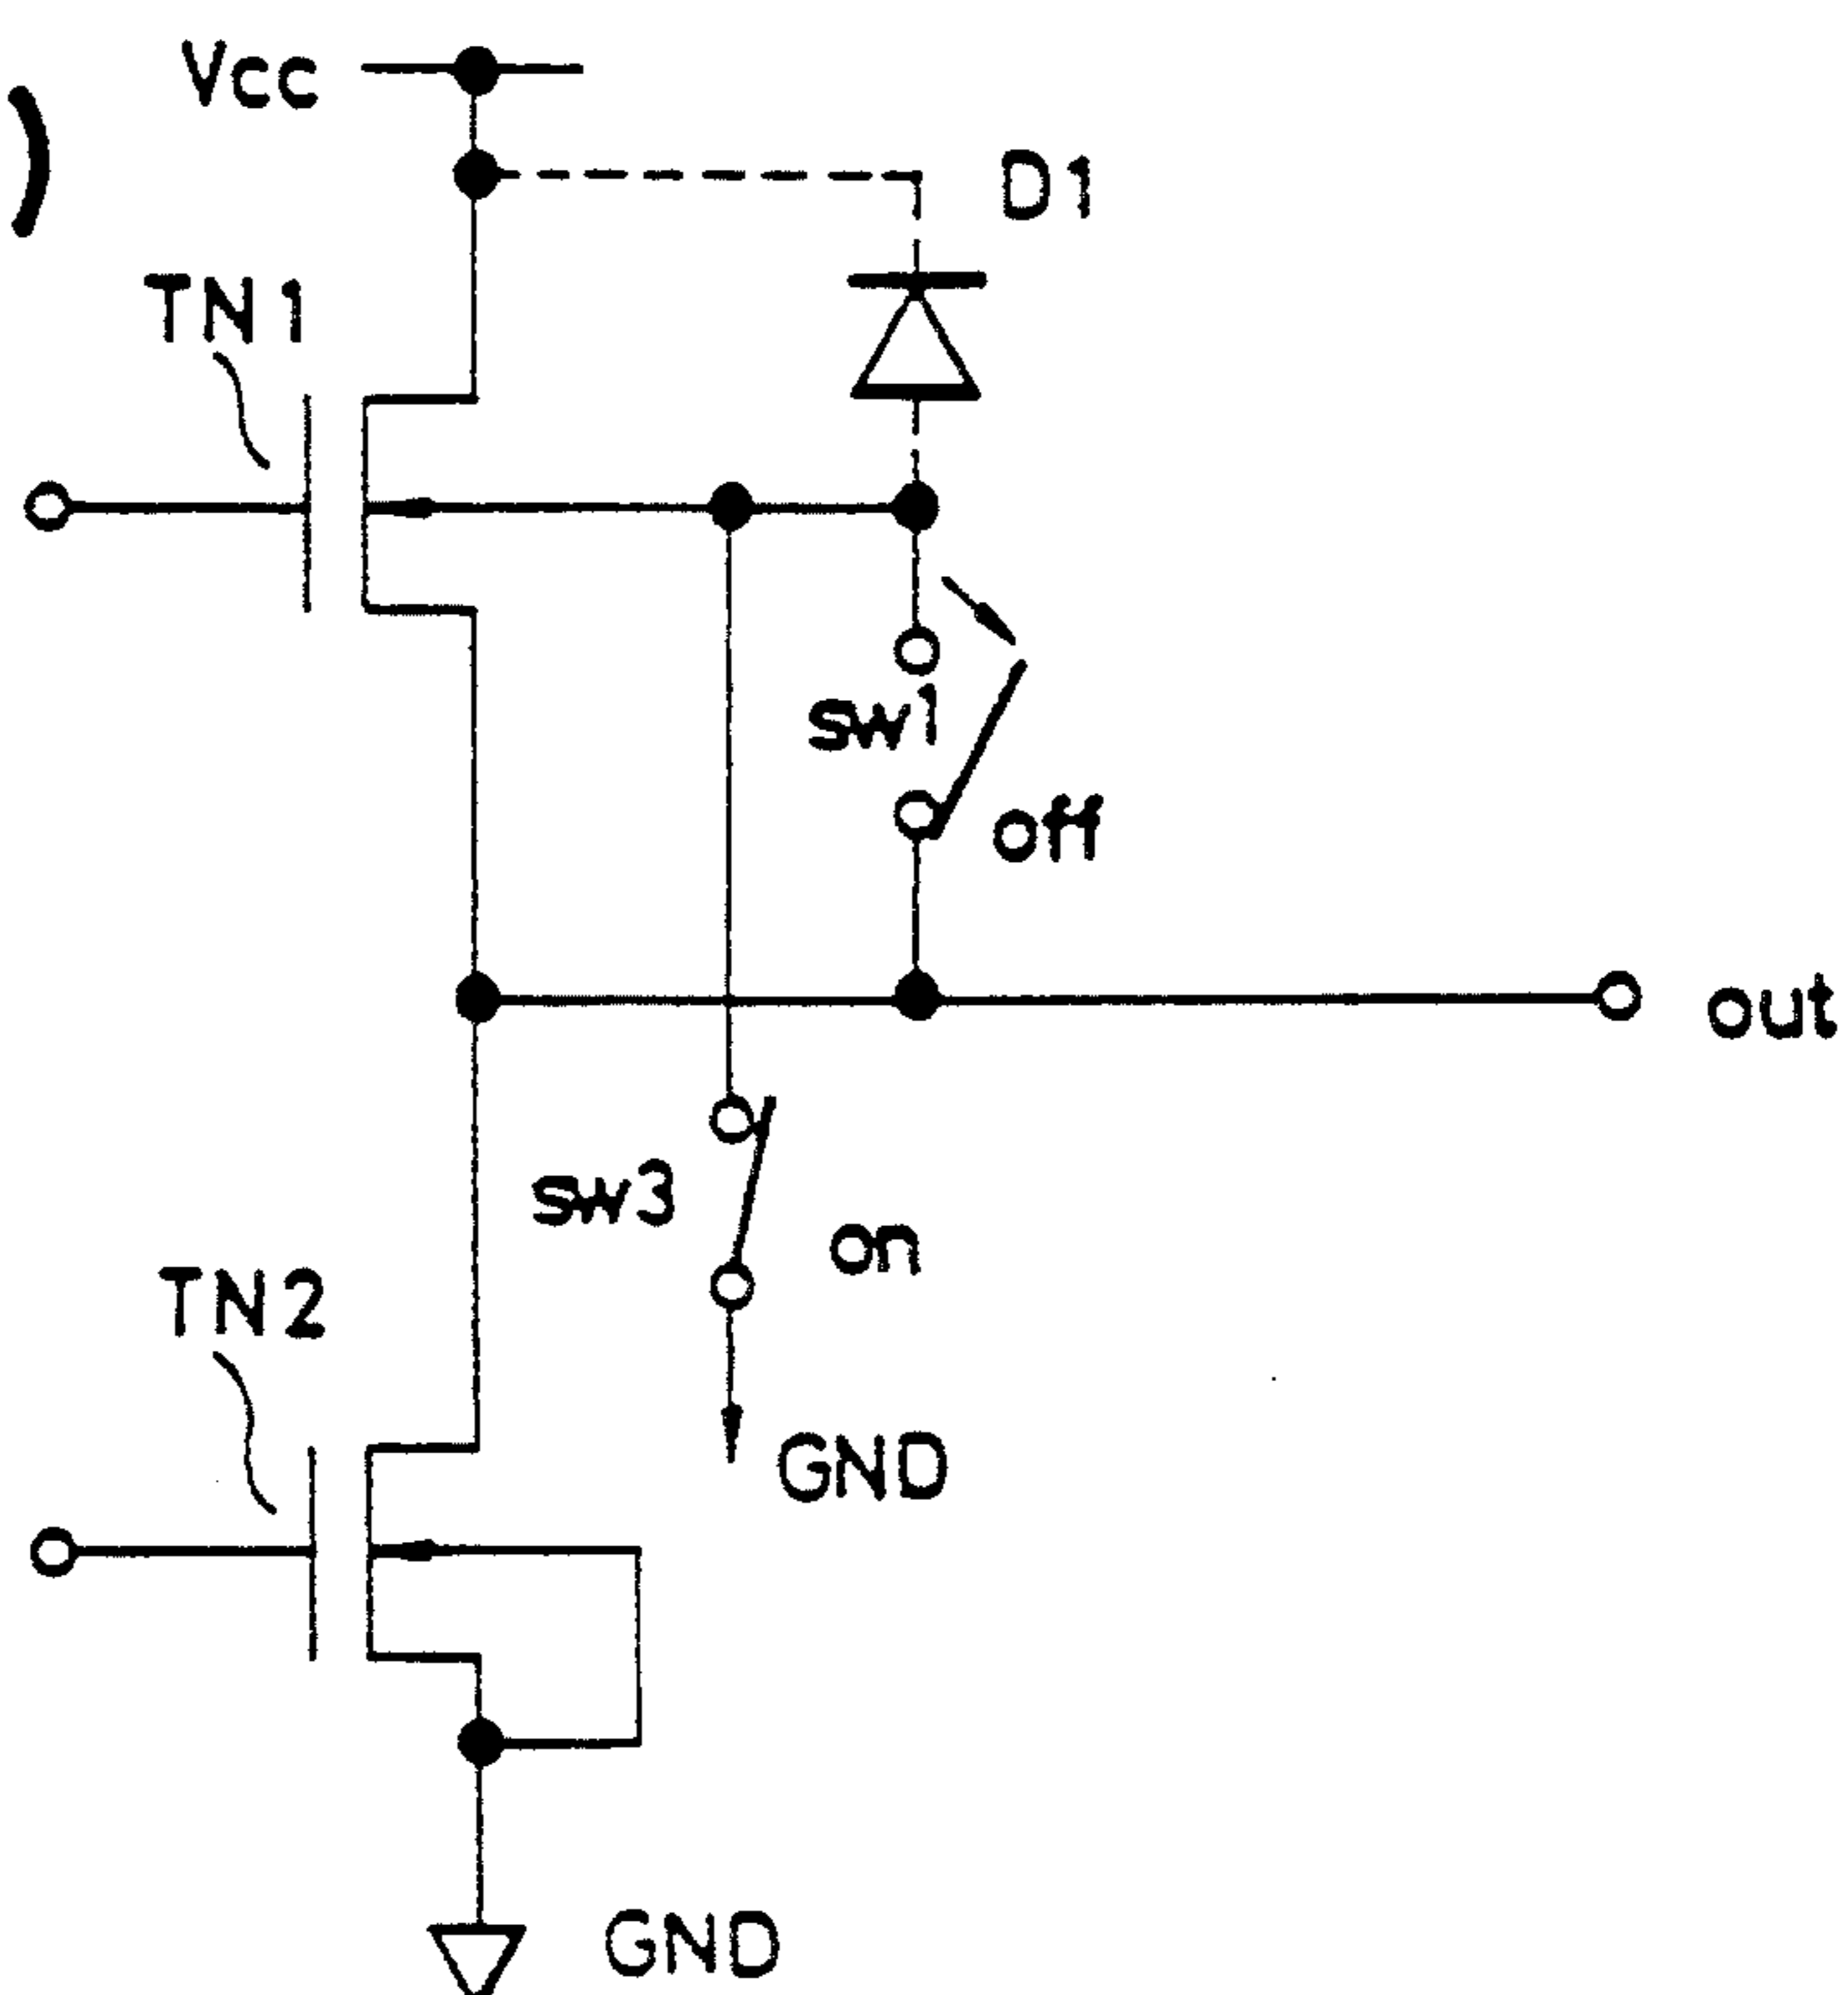 )
Vcc
D1
TN1
sw1
off
out
sw3
on
TN2
GND
GND